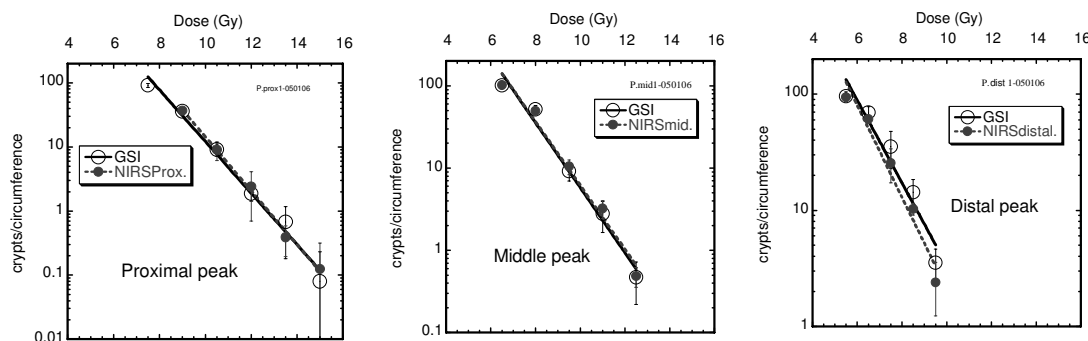 Dose (Gy)
4 6 8 10 12 14 16
100
10
1
0.1
0.01
crypts/circumference
P.prox1-050106
GSI
NIRSProx.
Proximal peak
Dose (Gy)
4 6 8 10 12 14 16
100
10
1
0.1
crypts/circumference
P.mid1-050106
GSI
NIRSmid.
Middle peak
Dose (Gy)
4 6 8 10 12 14 16
100
10
1
crypts/circumference
P.dist 1-050106
GSI
NIRSdistal.
Distal peak